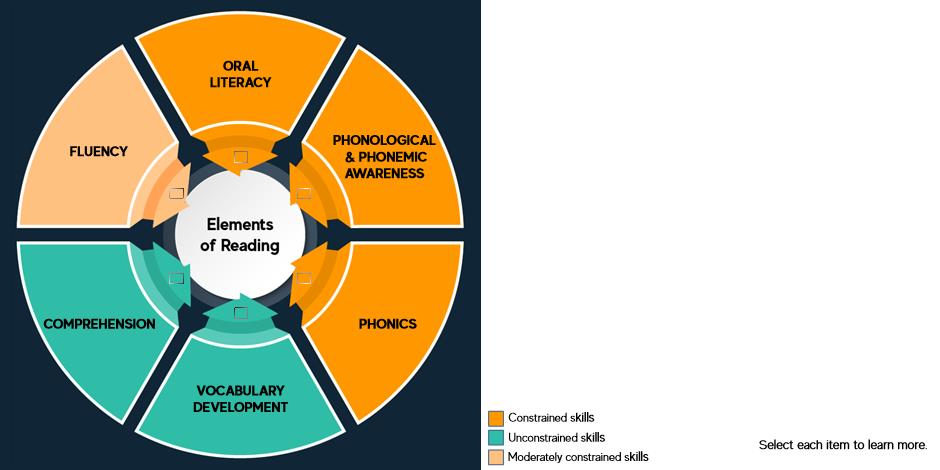 ORAL
LITERACY
PHONOLOGICAL
& PHONEMIC
AWARENESS
FLUENCY
Elements
of Reading
COMPREHENSION
PHONICS
VOCABULARY
DEVELOPMENT
Constrained skills
Unconstrained skills
Moderately constrained skills
Select each item to learn more.